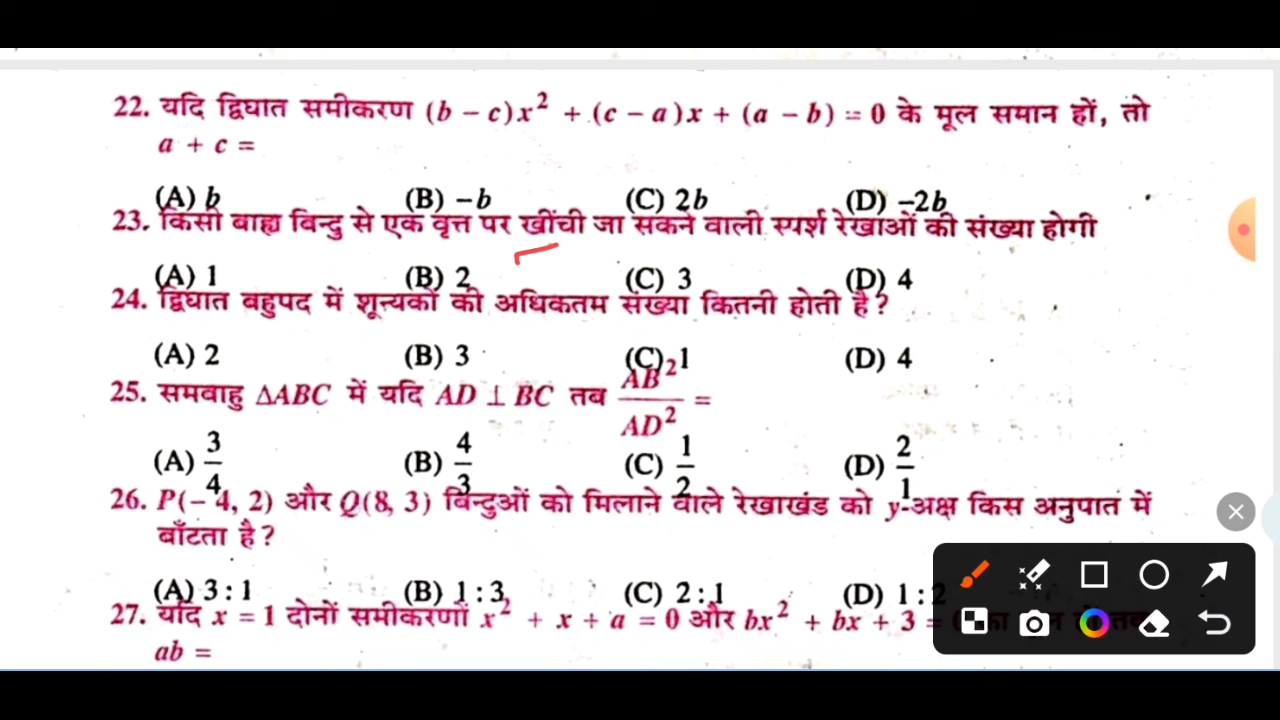 22. यदि द्विघात समीकरण (b – c)x² + (c – a)x + (a – b) = 0 के मूल समान हों, तो
a + c =
(A) b (B) –b (C) 2b (D) –2b
23. किसी बाह्य बिन्दु से एक वृत्त पर खींची जा सकने वाली स्पर्श रेखाओं की संख्या होगी
(A) 1 (B) 2 (C) 3 (D) 4
24. द्विघात बहुपद में शून्यकों की अधिकतम संख्या कितनी होती है?
(A) 2 (B) 3 (C) 1 (D) 4
25. समबाहु ΔABC में यदि AD ⊥ BC तब AB²/AD² =
(A) 3/4 (B) 4/3 (C) 1/2 (D) 2/1
26. P(– 4, 2) और Q(8, 3) बिन्दुओं को मिलाने वाले रेखाखंड को y-अक्ष किस अनुपात में
बाँटता है?
(A) 3 : 1 (B) 1 : 3 (C) 2 : 1 (D) 1 : 2
27. यदि x = 1 दोनों समीकरणों x² + x + a = 0 और bx² + bx + 3 =
ab =